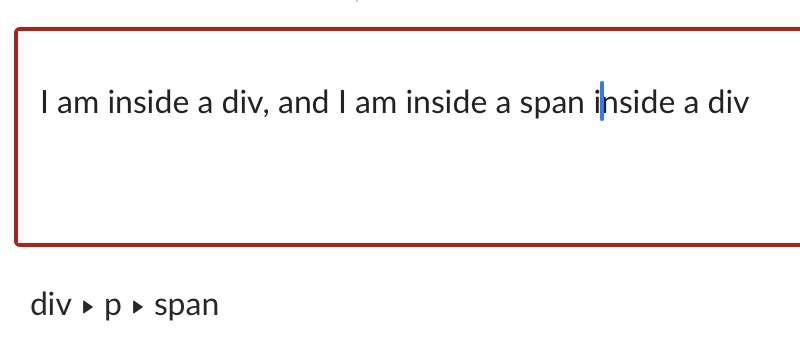 I am inside a div, and I am inside a span inside a div
div ▸ p ▸ span